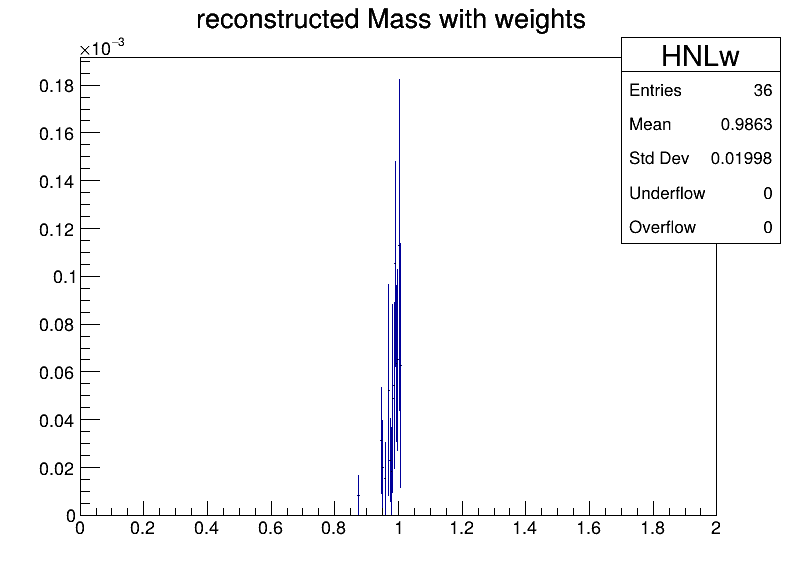 reconstructed Mass with weights
×10⁻³
HNLw
Entries 36
Mean 0.9863
Std Dev 0.01998
Underflow 0
Overflow 0
0.18
0.16
0.14
0.12
0.1
0.08
0.06
0.04
0.02
0
0 0.2 0.4 0.6 0.8 1 1.2 1.4 1.6 1.8 2